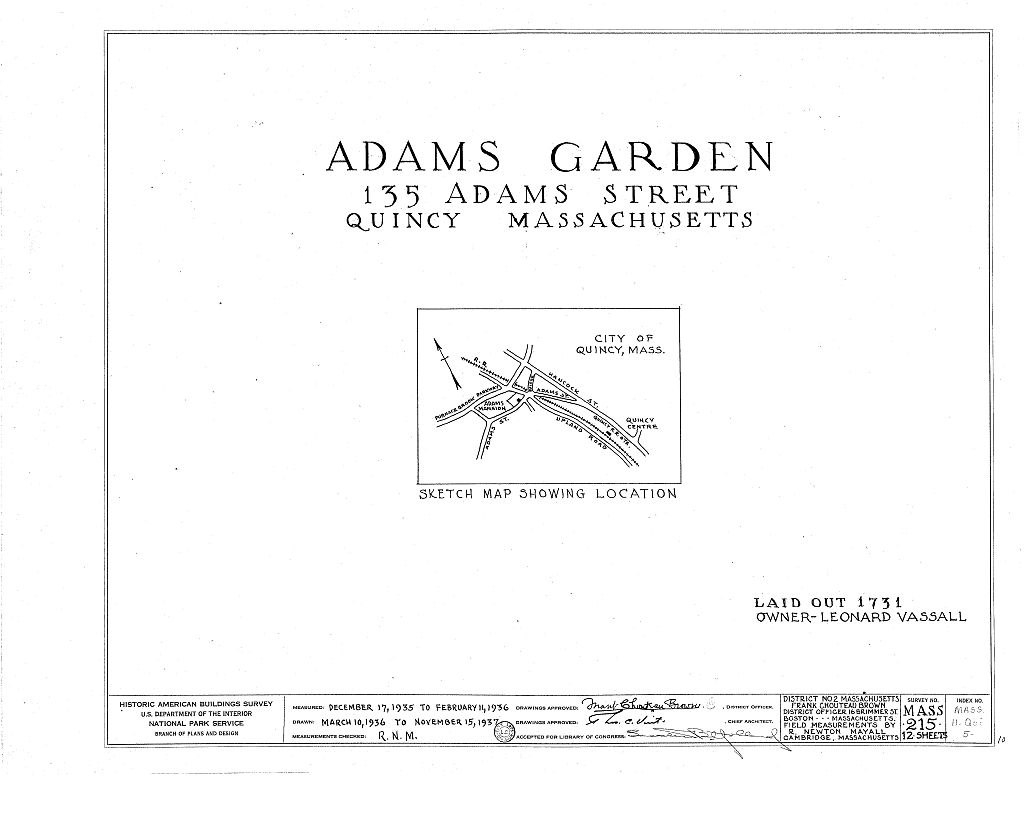 ADAMS GARDEN
135 ADAMS STREET
QUINCY MASSACHUSETTS
CITY OF
QUINCY, MASS.
R.R.
HANCOCK ST.
FURNACE BROOK PARKWAY
ADAMS ST.
ADAMS
MANSION
QUINCY
CENTRE
ADAMS ST.
UPLAND ROAD
SKETCH MAP SHOWING LOCATION
LAID OUT 1731
OWNER-LEONARD VASSALL
HISTORIC AMERICAN BUILDINGS SURVEY
U.S. DEPARTMENT OF THE INTERIOR
NATIONAL PARK SERVICE
BRANCH OF PLANS AND DESIGN
MEASURED: DECEMBER 17, 1935 TO FEBRUARY 11, 1936
DRAWN: MARCH 10, 1936 TO NOVEMBER 15, 1937
MEASUREMENTS CHECKED: R. N. M.
DRAWINGS APPROVED: Frank Chouteau Brown, DISTRICT OFFICER.
DRAWINGS APPROVED: , CHIEF ARCHITECT.
ACCEPTED FOR LIBRARY OF CONGRESS:
DISTRICT NO.2 MASSACHUSETTS
FRANK CHOUTEAU BROWN
DISTRICT OFFICER 16 BRIMMER ST
BOSTON - - - MASSACHUSETTS.
FIELD MEASUREMENTS BY
R. NEWTON MAYALL
CAMBRIDGE, MASSACHUSETTS
SURVEY NO.
MASS
·215·
12 SHEETS
INDEX NO.
MASS.
11. QUI
5-